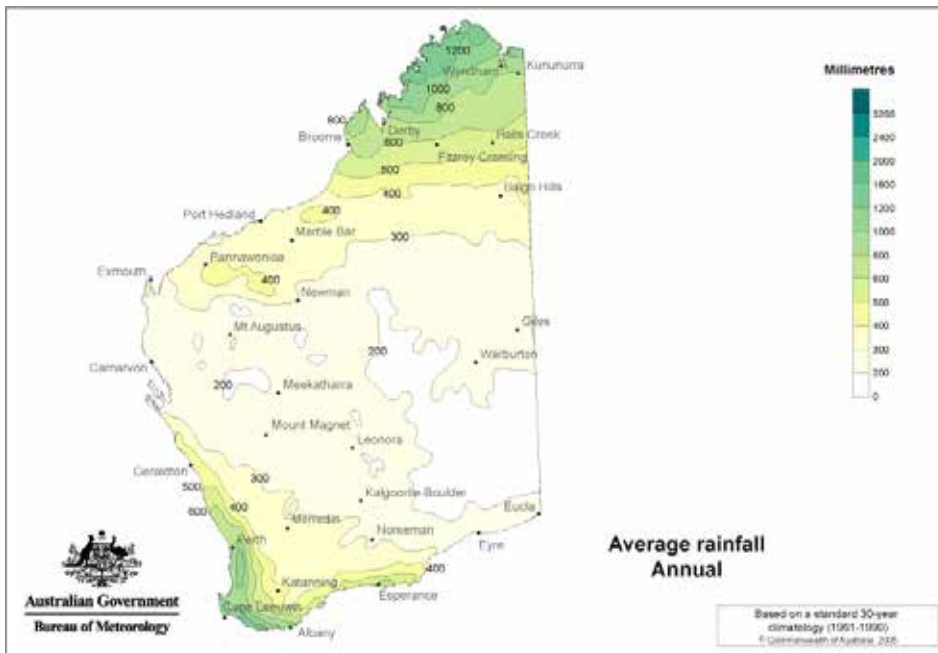 1200
Wyndham
Kununurra
1000
800
600
Derby
Broome
Halls Creek
600
Fitzroy Crossing
500
400
Balgo Hills
Port Hedland
400
Marble Bar
300
Pannawonica
Exmouth
400
Newman
Mt Augustus
Giles
200
Warburton
Carnarvon
200
Meekatharra
Mount Magnet
Leonora
Geraldton
300
500
400
Kalgoorlie-Boulder
600
Merredin
Eucla
Norseman
Eyre
Perth
400
Katanning
Esperance
Cape Leeuwin
Albany
Millimetres
3200
2400
2000
1600
1200
1000
800
600
500
400
300
200
0
Australian Government
Bureau of Meteorology
Average rainfall
Annual
Based on a standard 30-year
climatology (1961-1990)
© Commonwealth of Australia, 2005